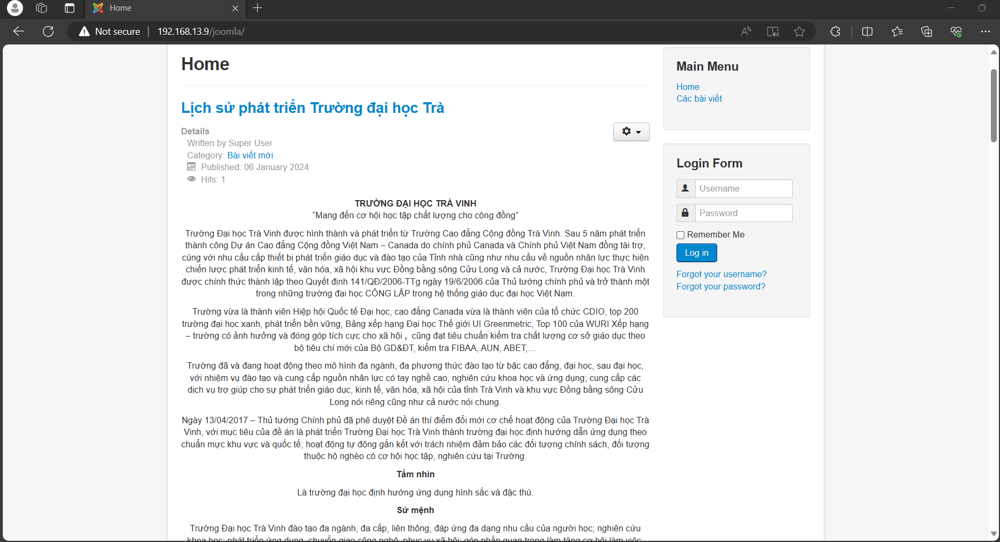 Home
Not secure
192.168.13.9/joomla/
Home
Lịch sử phát triển Trường đại học Trà
Details
Written by Super User
Category: Bài viết mới
Published: 06 January 2024
Hits: 1
TRƯỜNG ĐẠI HỌC TRÀ VINH
“Mang đến cơ hội học tập chất lượng cho cộng đồng”
Trường Đại học Trà Vinh được hình thành và phát triển từ Trường Cao đẳng Cộng đồng Trà Vinh. Sau 5 năm phát triển
thành công Dự án Cao đẳng Cộng đồng Việt Nam – Canada do chính phủ Canada và Chính phủ Việt Nam đồng tài trợ,
cùng với nhu cầu cấp thiết bị phát triển giáo dục và đào tạo của Tỉnh nhà cũng như nhu cầu về nguồn nhân lực thực hiện
chiến lược phát triển kinh tế, văn hóa, xã hội khu vực Đồng bằng sông Cửu Long và cả nước, Trường Đại học Trà Vinh
được chính thức thành lập theo Quyết định 141/QĐ/2006-TTg ngày 19/6/2006 của Thủ tướng chính phủ và trở thành một
trong những trường đại học CÔNG LẬP trong hệ thống giáo dục đại học Việt Nam.
Trường vừa là thành viên Hiệp hội Quốc tế Đại học, cao đẳng Canada vừa là thành viên của tổ chức CDIO, top 200
trường đại học xanh, phát triển bền vững, Bảng xếp hạng Đại học Thế giới UI Greenmetric, Top 100 của WURI Xếp hạng
– trường có ảnh hưởng và đóng góp tích cực cho xã hội , cũng đạt tiêu chuẩn kiểm tra chất lượng cơ sở giáo dục theo
bộ tiêu chí mới của Bộ GD&ĐT, kiểm tra FIBAA, AUN, ABET,…
Trường đã và đang hoạt động theo mô hình đa ngành, đa phương thức đào tạo từ bậc cao đẳng, đại học, sau đại học,
với nhiệm vụ đào tạo và cung cấp nguồn nhân lực có tay nghề cao, nghiên cứu khoa học và ứng dụng; cung cấp các
dịch vụ trợ giúp cho sự phát triển giáo dục, kinh tế, văn hóa, xã hội của tỉnh Trà Vinh và khu vực Đồng bằng sông Cửu
Long nói riêng cũng như cả nước nói chung.
Ngày 13/04/2017 – Thủ tướng Chính phủ đã phê duyệt Đề án thí điểm đổi mới cơ chế hoạt động của Trường Đại học Trà
Vinh, với mục tiêu của đề án là phát triển Trường Đại học Trà Vinh thành trường đại học định hướng dẫn ứng dụng theo
chuẩn mực khu vực và quốc tế; hoạt động tự động gắn kết với trách nhiệm đảm bảo các đối tượng chính sách, đối tượng
thuộc hộ nghèo có cơ hội học tập, nghiên cứu tại Trường.
Tầm nhìn
Là trường đại học định hướng ứng dụng hình sắc và đặc thù.
Sứ mệnh
Trường Đại học Trà Vinh đào tạo đa ngành, đa cấp, liên thông, đáp ứng đa dạng nhu cầu của người học; nghiên cứu
khoa học; phát triển ứng dụng, chuyển giao công nghệ, phục vụ xã hội; góp phần quan trọng làm tăng cơ hội làm việc
Main Menu
Home
Các bài viết
Login Form
Username
Password
Remember Me
Log in
Forgot your username?
Forgot your password?